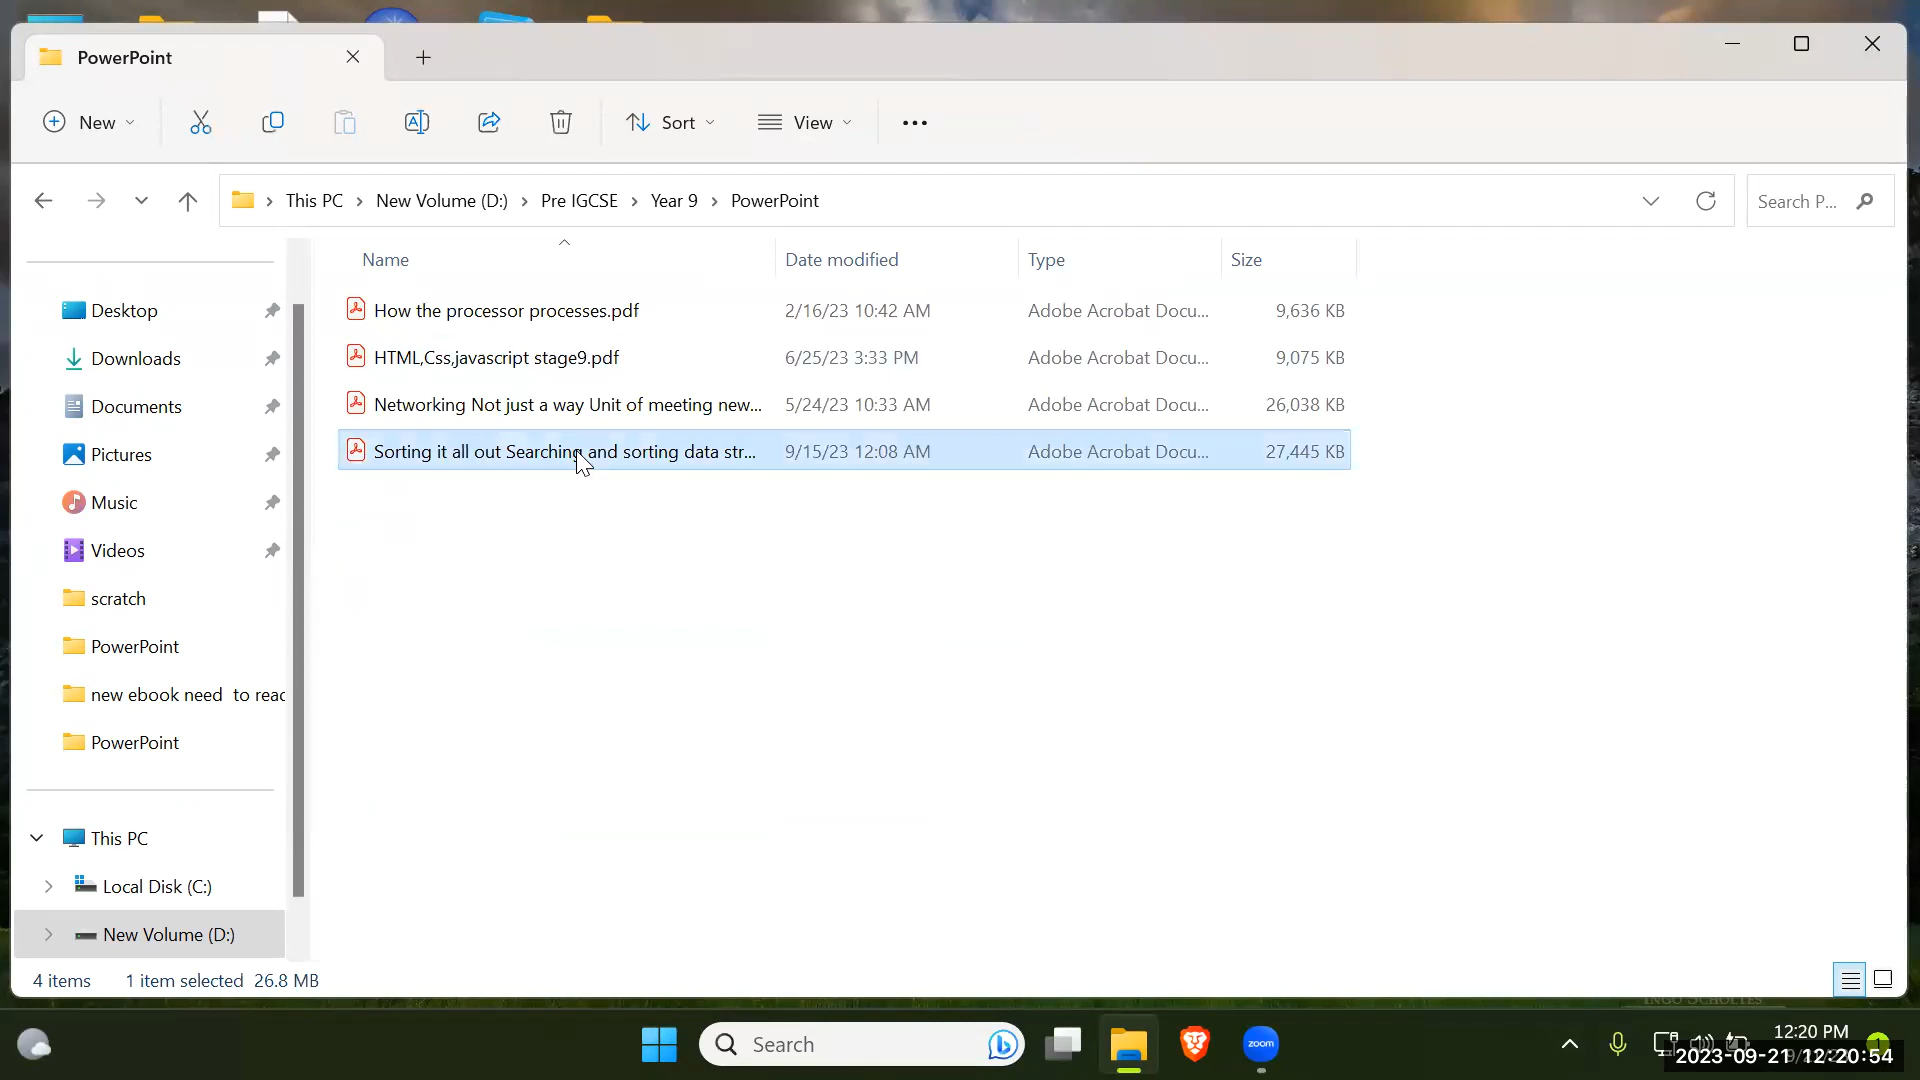 PowerPoint
New
Sort
View
This PC
New Volume (D:)
Pre IGCSE
Year 9
PowerPoint
Search P...
Name
Date modified
Type
Size
How the processor processes.pdf
2/16/23 10:42 AM
Adobe Acrobat Docu...
9,636 KB
HTML,Css,javascript stage9.pdf
6/25/23 3:33 PM
Adobe Acrobat Docu...
9,075 KB
Networking Not just a way Unit of meeting new...
5/24/23 10:33 AM
Adobe Acrobat Docu...
26,038 KB
Sorting it all out Searching and sorting data str...
9/15/23 12:08 AM
Adobe Acrobat Docu...
27,445 KB
Desktop
Downloads
Documents
Pictures
Music
Videos
scratch
PowerPoint
new ebook need to read
PowerPoint
This PC
Local Disk (C:)
New Volume (D:)
4 items
1 item selected 26.8 MB
INGO SCHOLTES
Search
zoom
12:20 PM
2023-09-21 12:20:54
1